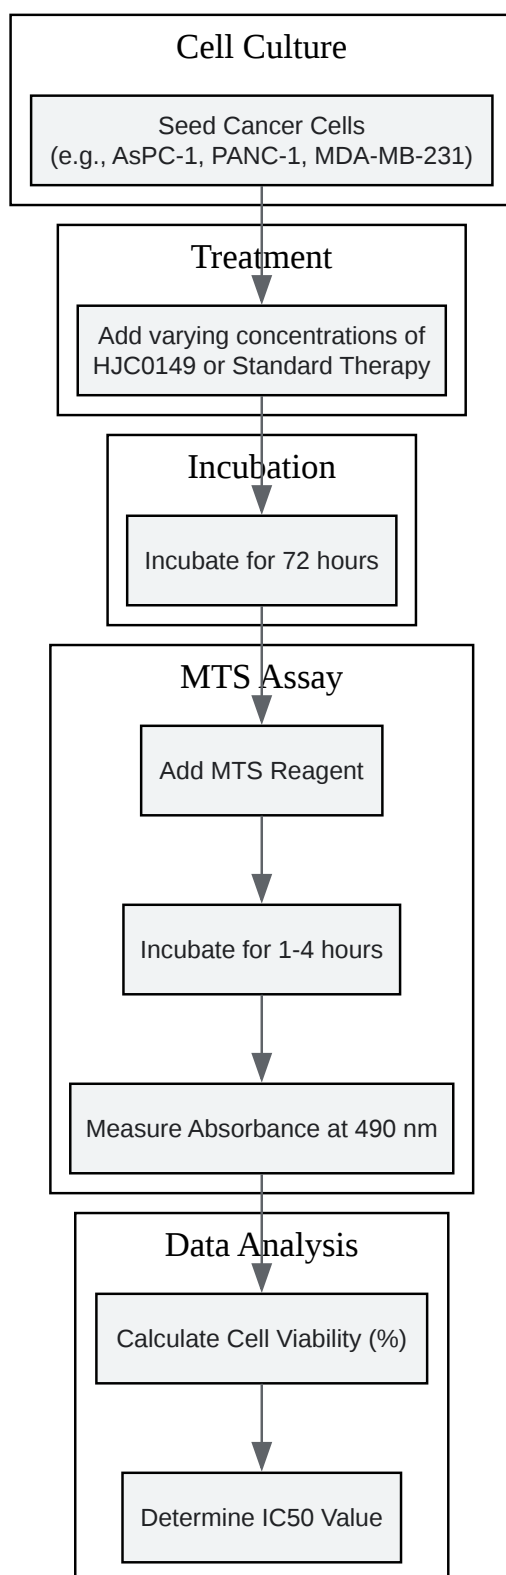 Cell Culture
Seed Cancer Cells
(e.g., AsPC-1, PANC-1, MDA-MB-231)
Treatment
Add varying concentrations of
HJC0149 or Standard Therapy
Incubation
Incubate for 72 hours
MTS Assay
Add MTS Reagent
Incubate for 1-4 hours
Measure Absorbance at 490 nm
Data Analysis
Calculate Cell Viability (%)
Determine IC50 Value